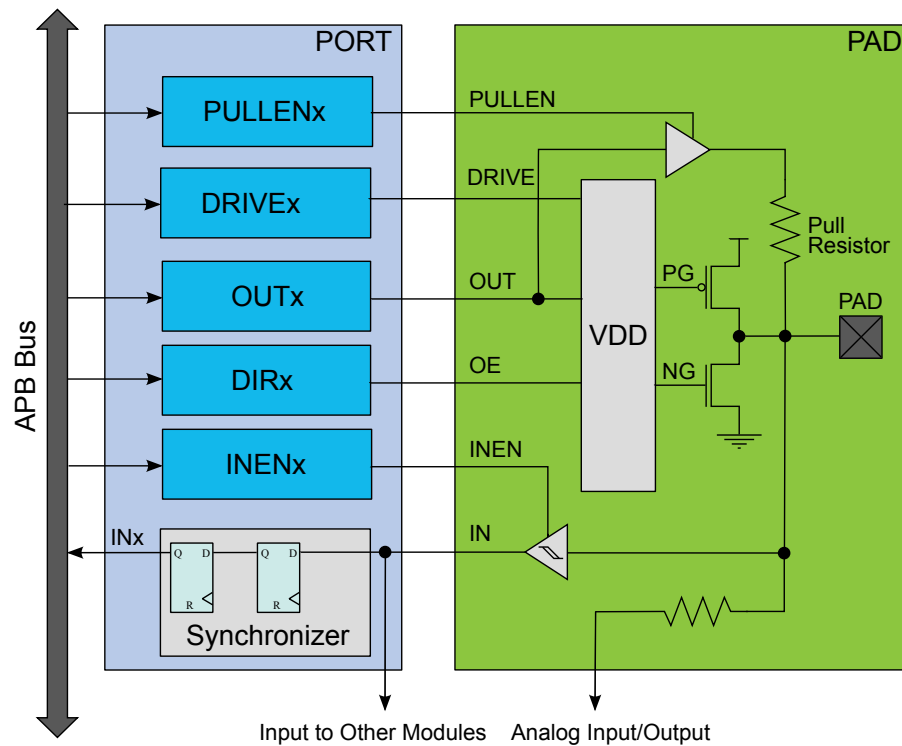 PORT
PAD
APB Bus
PULLENx
PULLEN
DRIVEx
DRIVE
Pull
Resistor
OUTx
OUT
PG
PAD
VDD
DIRx
OE
NG
INENx
INEN
INx
IN
Q D
R
Q D
R
Synchronizer
Input to Other Modules
Analog Input/Output